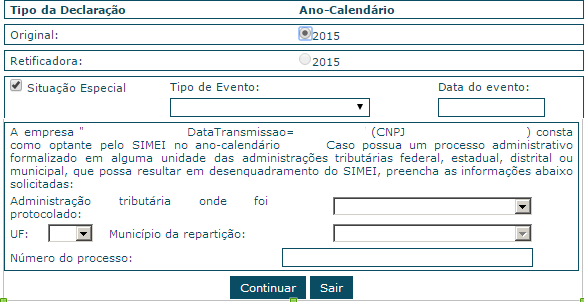 Tipo da Declaração Ano-Calendário
Original: 2015
Retificadora: 2015
Situação Especial Tipo de Evento: Data do evento:
A empresa " DataTransmissao= (CNPJ ) consta
como optante pelo SIMEI no ano-calendário Caso possua um processo administrativo
formalizado em alguma unidade das administrações tributárias federal, estadual, distrital ou
municipal, que possa resultar em desenquadramento do SIMEI, preencha as informações abaixo
solicitadas:
Administração tributária onde foi
protocolado:
UF: Município da repartição:
Número do processo:
Continuar Sair